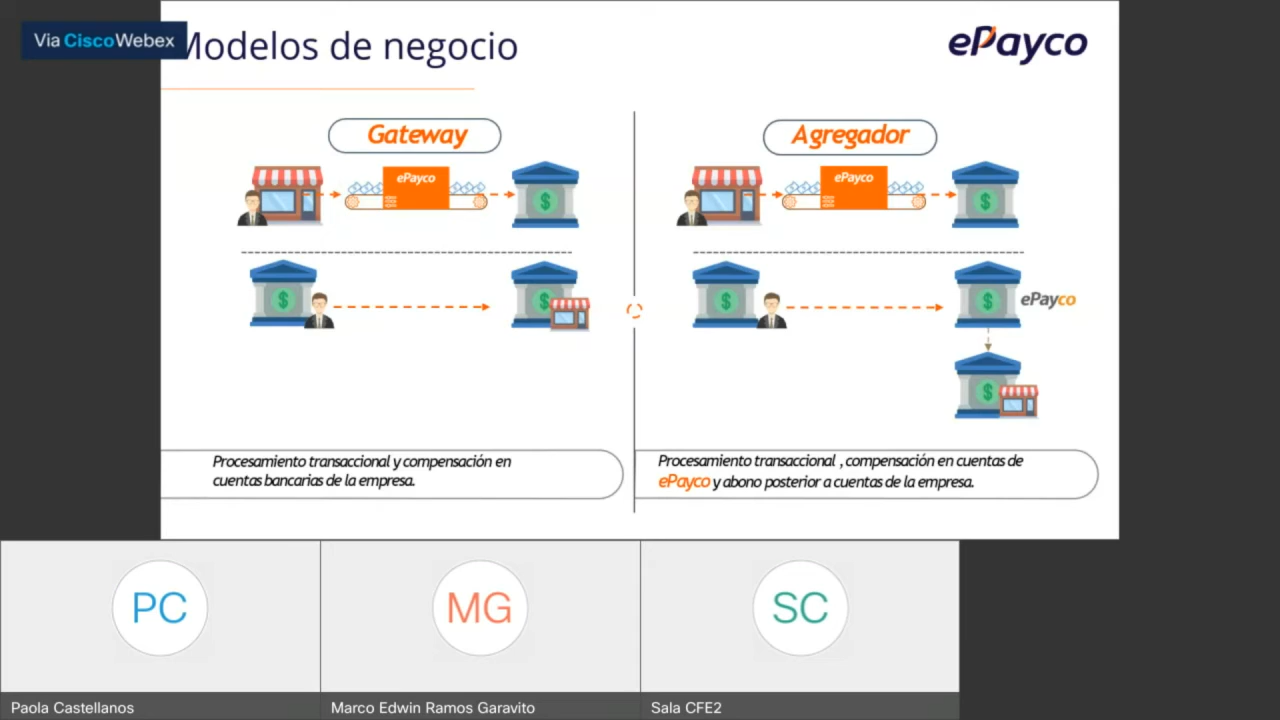 Via Cisco Webex
Modelos de negocio
ePayco
Gateway
Agregador
ePayco
ePayco
$
$
$
$
$
$
ePayco
$
Procesamiento transaccional y compensación en
cuentas bancarias de la empresa.
Procesamiento transaccional , compensación en cuentas de
ePayco y abono posterior a cuentas de la empresa.
PC
MG
SC
Paola Castellanos
Marco Edwin Ramos Garavito
Sala CFE2